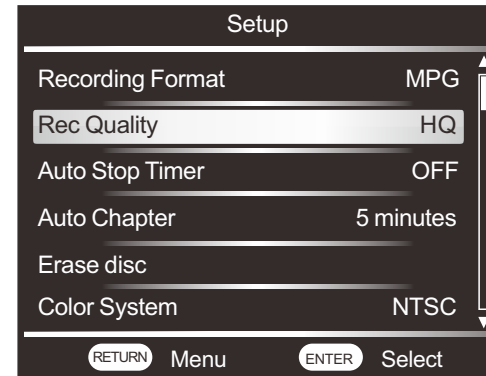 Setup
Recording Format MPG
Rec Quality HQ
Auto Stop Timer OFF
Auto Chapter 5 minutes
Erase disc
Color System NTSC
RETURN Menu ENTER Select